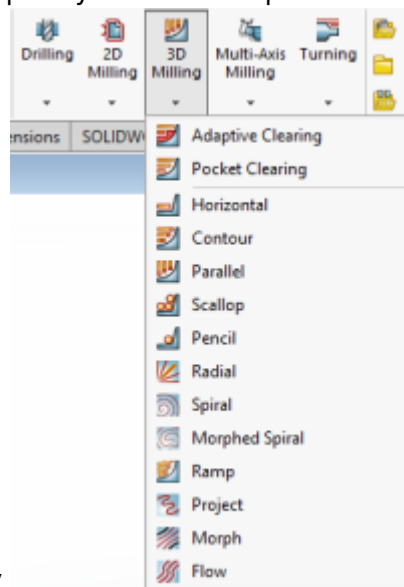 Drilling 2D Milling 3D Milling Multi-Axis Milling Turning
SOLIDW
Adaptive Clearing
Pocket Clearing
Horizontal
Contour
Parallel
Scallop
Pencil
Radial
Spiral
Morphed Spiral
Ramp
Project
Morph
Flow